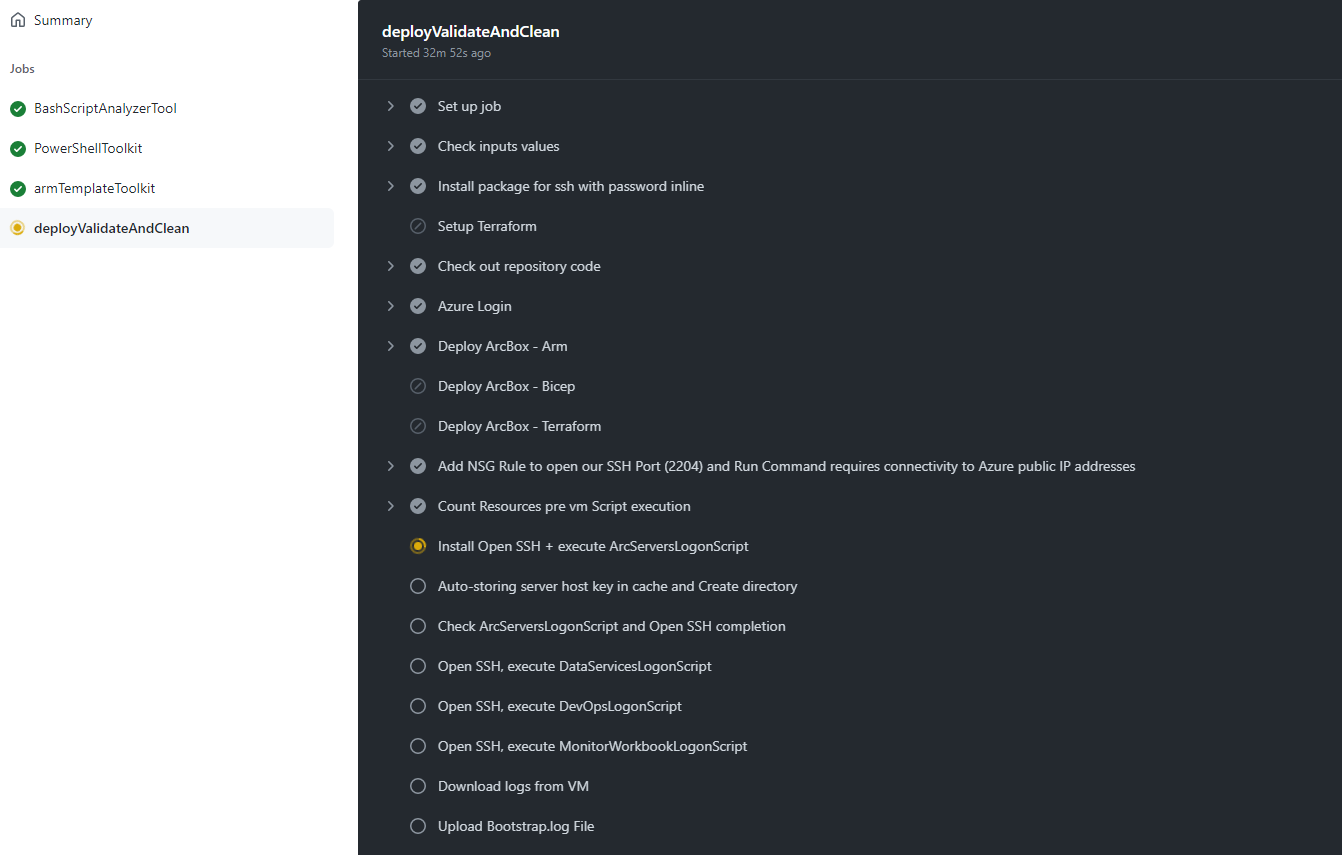 Summary
Jobs
BashScriptAnalyzerTool
PowerShellToolkit
armTemplateToolkit
deployValidateAndClean
deployValidateAndClean
Started 32m 52s ago
Set up job
Check inputs values
Install package for ssh with password inline
Setup Terraform
Check out repository code
Azure Login
Deploy ArcBox - Arm
Deploy ArcBox - Bicep
Deploy ArcBox - Terraform
Add NSG Rule to open our SSH Port (2204) and Run Command requires connectivity to Azure public IP addresses
Count Resources pre vm Script execution
Install Open SSH + execute ArcServersLogonScript
Auto-storing server host key in cache and Create directory
Check ArcServersLogonScript and Open SSH completion
Open SSH, execute DataServicesLogonScript
Open SSH, execute DevOpsLogonScript
Open SSH, execute MonitorWorkbookLogonScript
Download logs from VM
Upload Bootstrap.log File